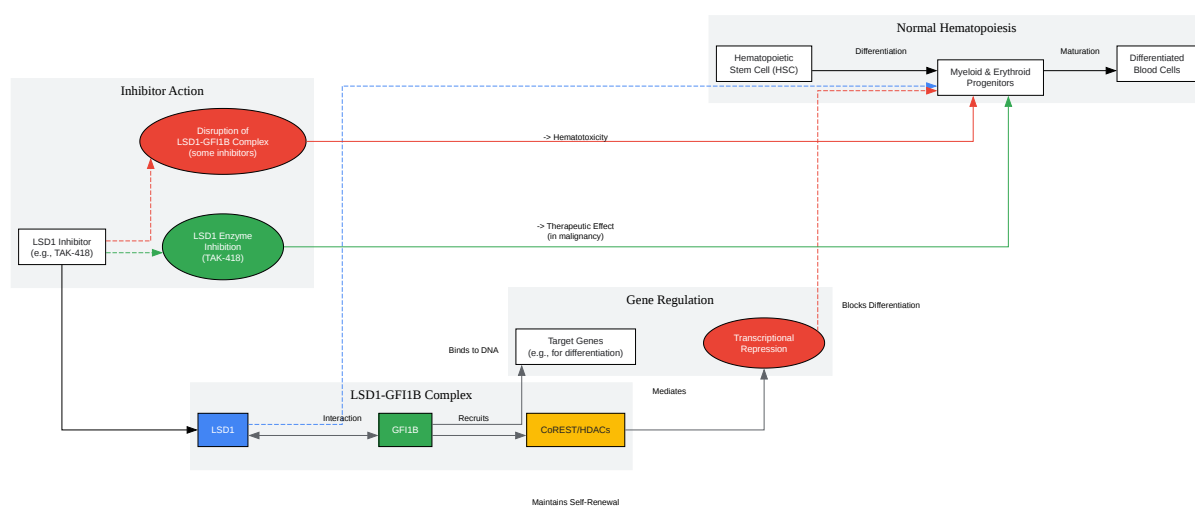 Normal Hematopoiesis
Hematopoietic
Stem Cell (HSC)
Differentiation
Myeloid & Erythroid
Progenitors
Maturation
Differentiated
Blood Cells
Inhibitor Action
Disruption of
LSD1-GFI1B Complex
(some inhibitors)
-> Hematotoxicity
LSD1 Inhibitor
(e.g., TAK-418)
LSD1 Enzyme
Inhibition
(TAK-418)
-> Therapeutic Effect
(in malignancy)
Gene Regulation
Blocks Differentiation
Target Genes
(e.g., for differentiation)
Transcriptional
Repression
Binds to DNA
Mediates
LSD1-GFI1B Complex
LSD1
Interaction
GFI1B
Recruits
CoREST/HDACs
Maintains Self-Renewal